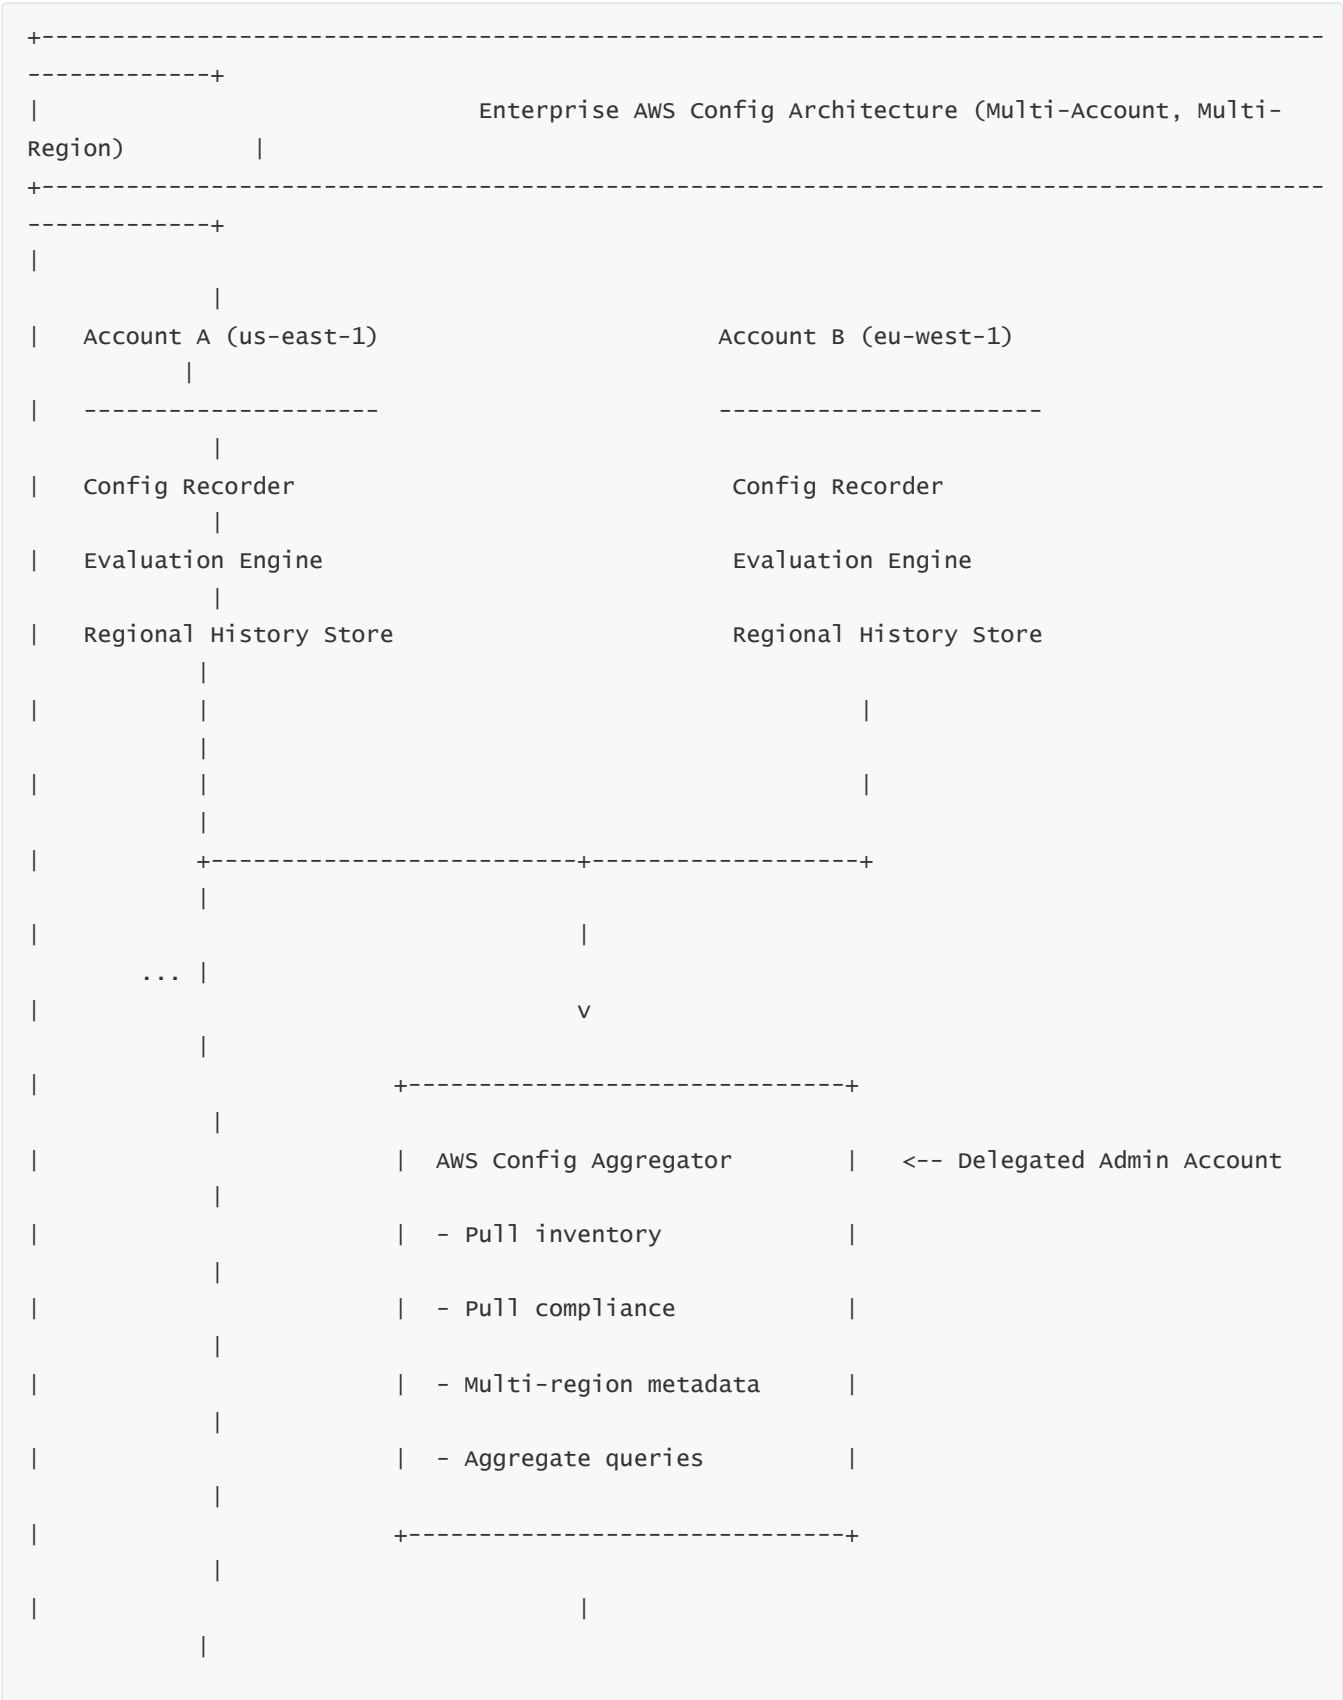 +-------------------------------------------------------------------------------------------
-------------+
|                               Enterprise AWS Config Architecture (Multi-Account, Multi-
Region)         |
+-------------------------------------------------------------------------------------------
-------------+
|
             |
|   Account A (us-east-1)                        Account B (eu-west-1)
           |
|   ---------------------                        -----------------------
             |
|   Config Recorder                               Config Recorder
             |
|   Evaluation Engine                             Evaluation Engine
             |
|   Regional History Store                        Regional History Store
            |
|           |                                              |
            |
|           |                                              |
            |
|           +--------------------------+-------------------+
            |
|                                      |
        ... |
|                                      v
            |
|                         +-------------------------------+
             |
|                         |  AWS Config Aggregator        |   <-- Delegated Admin Account
             |
|                         |  - Pull inventory             |
             |
|                         |  - Pull compliance            |
             |
|                         |  - Multi-region metadata      |
             |
|                         |  - Aggregate queries          |
             |
|                         +-------------------------------+
             |
|                                      |
            |